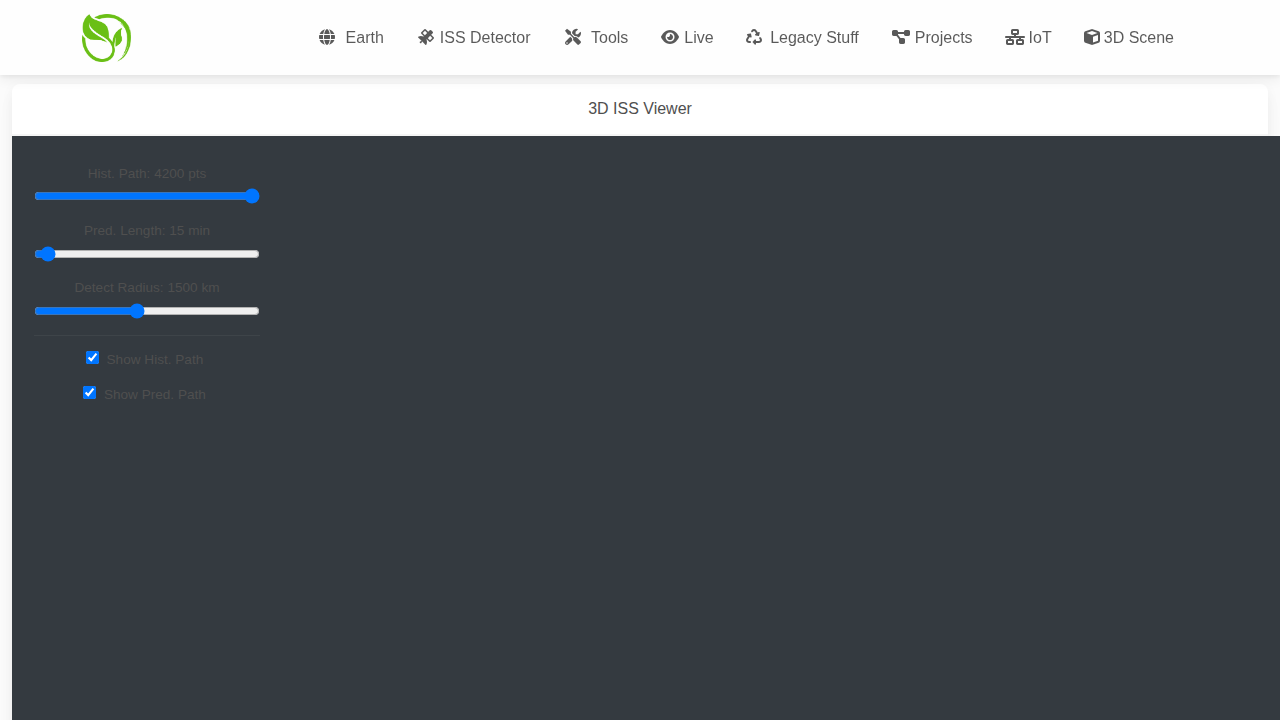 Earth ISS Detector Tools Live Legacy Stuff Projects IoT 3D Scene
3D ISS Viewer
Hist. Path: 4200 pts
Pred. Length: 15 min
Detect Radius: 1500 km
Show Hist. Path
Show Pred. Path